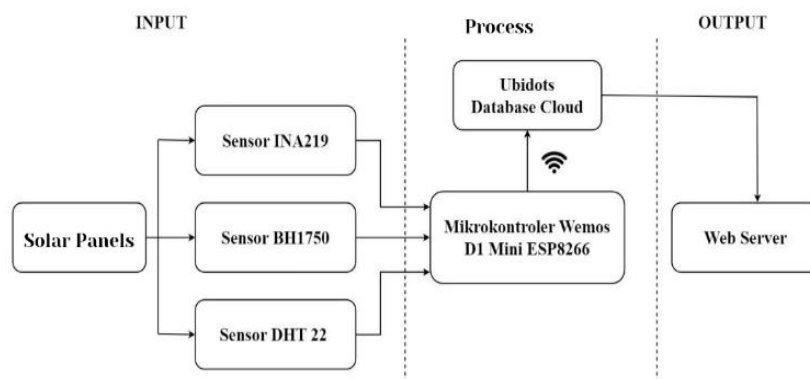 INPUT
Process
OUTPUT
Ubidots
Database Cloud
Sensor INA219
Solar Panels
Sensor BH1750
Mikrokontroler Wemos
D1 Mini ESP8266
Web Server
Sensor DHT 22